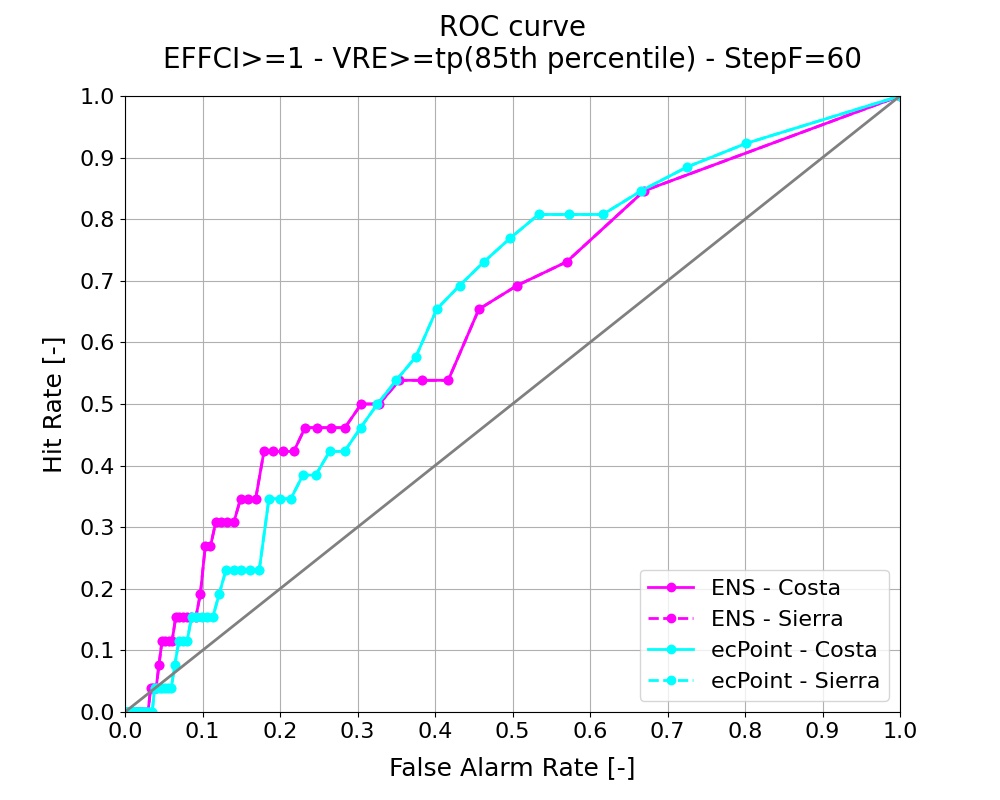 ROC curve
EFFCI>=1 - VRE>=tp(85th percentile) - StepF=60
1.0
0.9
0.8
0.7
0.6
0.5
0.4
0.3
0.2
0.1
0.0
Hit Rate [-]
ENS - Costa
ENS - Sierra
ecPoint - Costa
ecPoint - Sierra
0.0 0.1 0.2 0.3 0.4 0.5 0.6 0.7 0.8 0.9 1.0
False Alarm Rate [-]